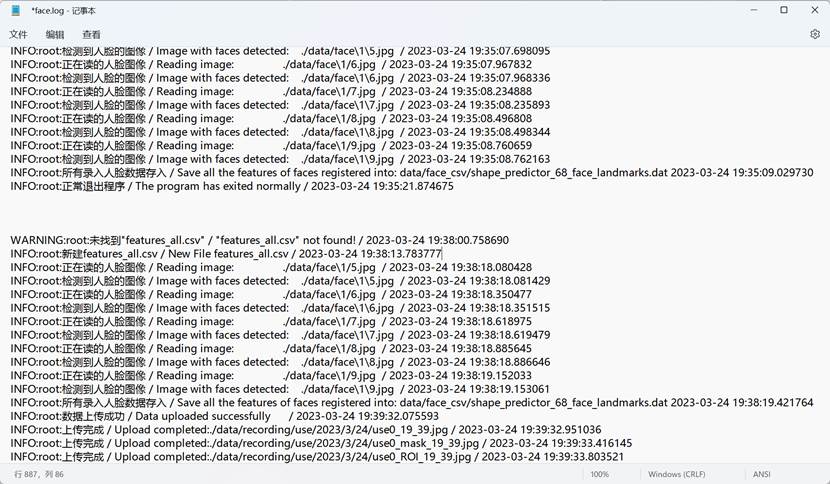 *face.log - 记事本
文件 编辑 查看
INFO:root:检测到人脸的图像 / Image with faces detected: ./data/face\1\5.jpg / 2023-03-24 19:35:07.698095
INFO:root:正在读的人脸图像 / Reading image: ./data/face\1/6.jpg / 2023-03-24 19:35:07.967832
INFO:root:检测到人脸的图像 / Image with faces detected: ./data/face\1\6.jpg / 2023-03-24 19:35:07.968336
INFO:root:正在读的人脸图像 / Reading image: ./data/face\1/7.jpg / 2023-03-24 19:35:08.234888
INFO:root:检测到人脸的图像 / Image with faces detected: ./data/face\1\7.jpg / 2023-03-24 19:35:08.235893
INFO:root:正在读的人脸图像 / Reading image: ./data/face\1/8.jpg / 2023-03-24 19:35:08.496808
INFO:root:检测到人脸的图像 / Image with faces detected: ./data/face\1\8.jpg / 2023-03-24 19:35:08.498344
INFO:root:正在读的人脸图像 / Reading image: ./data/face\1/9.jpg / 2023-03-24 19:35:08.760659
INFO:root:检测到人脸的图像 / Image with faces detected: ./data/face\1\9.jpg / 2023-03-24 19:35:08.762163
INFO:root:所有录入人脸数据存入 / Save all the features of faces registered into: data/face_csv/shape_predictor_68_face_landmarks.dat 2023-03-24 19:35:09.029730
INFO:root:正常退出程序 / The program has exited normally / 2023-03-24 19:35:21.874675
WARNING:root:未找到"features_all.csv" / "features_all.csv" not found! / 2023-03-24 19:38:00.758690
INFO:root:新建features_all.csv / New File features_all.csv / 2023-03-24 19:38:13.783777
INFO:root:正在读的人脸图像 / Reading image: ./data/face\1/5.jpg / 2023-03-24 19:38:18.080428
INFO:root:检测到人脸的图像 / Image with faces detected: ./data/face\1\5.jpg / 2023-03-24 19:38:18.081429
INFO:root:正在读的人脸图像 / Reading image: ./data/face\1/6.jpg / 2023-03-24 19:38:18.350477
INFO:root:检测到人脸的图像 / Image with faces detected: ./data/face\1\6.jpg / 2023-03-24 19:38:18.351515
INFO:root:正在读的人脸图像 / Reading image: ./data/face\1/7.jpg / 2023-03-24 19:38:18.618975
INFO:root:检测到人脸的图像 / Image with faces detected: ./data/face\1\7.jpg / 2023-03-24 19:38:18.619479
INFO:root:正在读的人脸图像 / Reading image: ./data/face\1/8.jpg / 2023-03-24 19:38:18.885645
INFO:root:检测到人脸的图像 / Image with faces detected: ./data/face\1\8.jpg / 2023-03-24 19:38:18.886646
INFO:root:正在读的人脸图像 / Reading image: ./data/face\1/9.jpg / 2023-03-24 19:38:19.152033
INFO:root:检测到人脸的图像 / Image with faces detected: ./data/face\1\9.jpg / 2023-03-24 19:38:19.153061
INFO:root:所有录入人脸数据存入 / Save all the features of faces registered into: data/face_csv/shape_predictor_68_face_landmarks.dat 2023-03-24 19:38:19.421764
INFO:root:数据上传成功 / Data uploaded successfully / 2023-03-24 19:39:32.075593
INFO:root:上传完成 / Upload completed:./data/recording/use/2023/3/24/use0_19_39.jpg / 2023-03-24 19:39:32.951036
INFO:root:上传完成 / Upload completed:./data/recording/use/2023/3/24/use0_mask_19_39.jpg / 2023-03-24 19:39:33.416145
INFO:root:上传完成 / Upload completed:./data/recording/use/2023/3/24/use0_ROI_19_39.jpg / 2023-03-24 19:39:33.803521
行 887，列 86 100% Windows (CRLF) ANSI